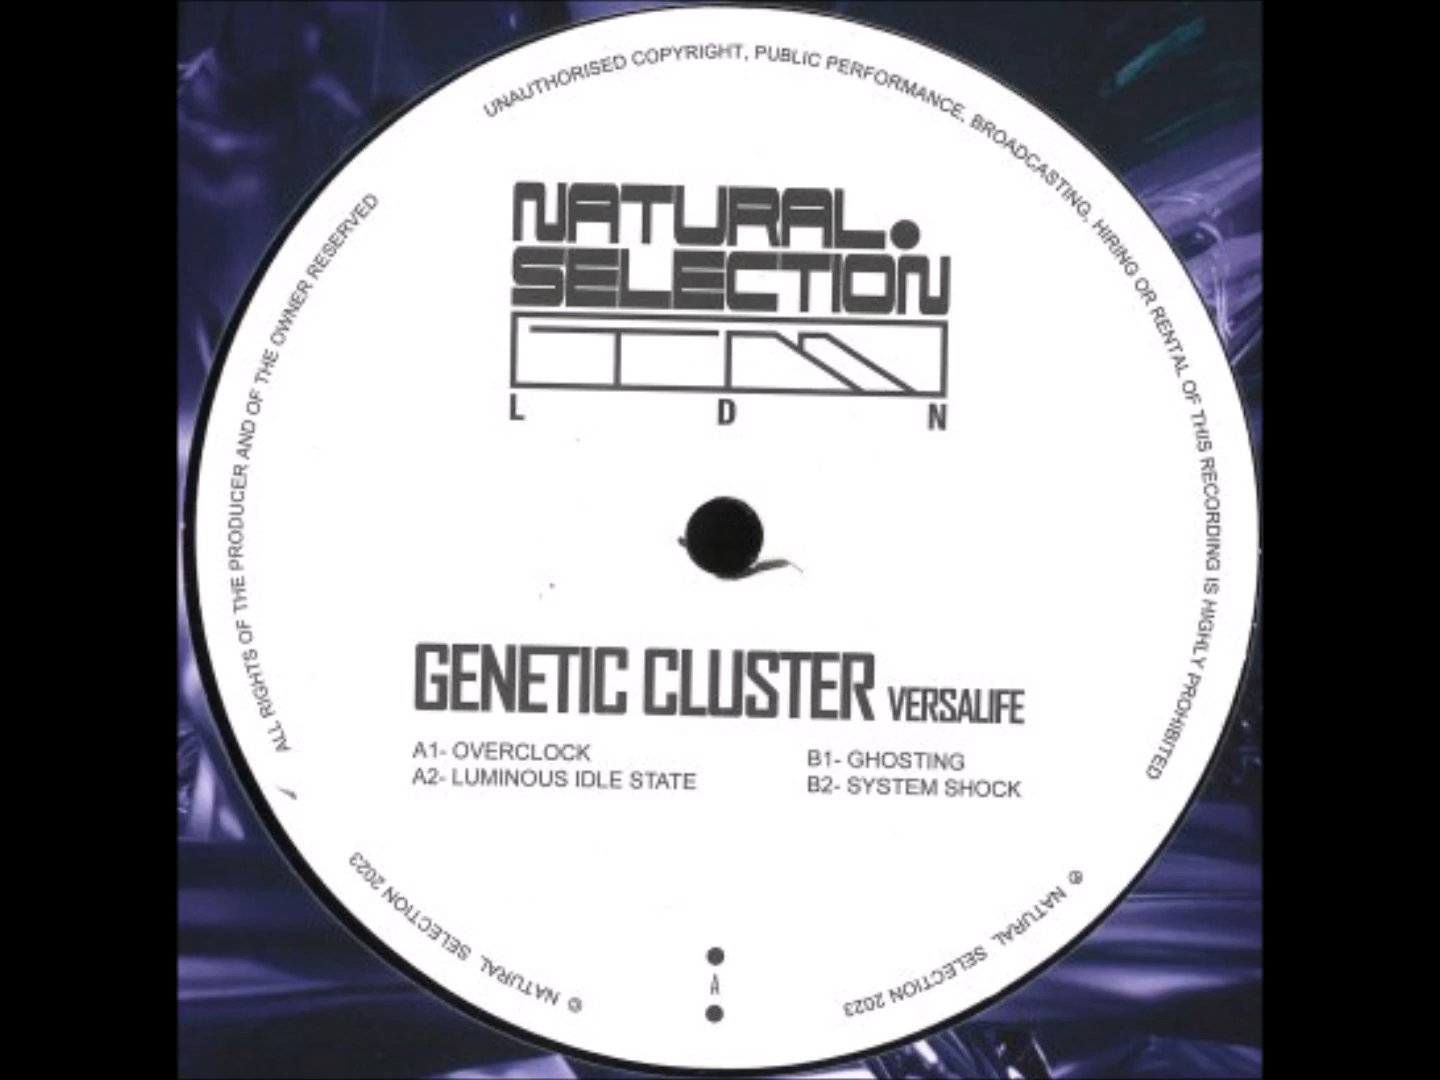 UNAUTHORISED COPYRIGHT, PUBLIC PERFORMANCE, BROADCASTING, HIRING OR RENTAL OF THIS RECORDING IS HIGHLY PROHIBITED
ALL RIGHTS OF THE PRODUCER AND OF THE OWNER RESERVED
NATURAL.
SELECTION
L D N
GENETIC CLUSTER VERSALIFE
A1- OVERCLOCK
A2- LUMINOUS IDLE STATE
B1- GHOSTING
B2- SYSTEM SHOCK
℗ NATURAL SELECTION 2023
© NATURAL SELECTION 2023
A